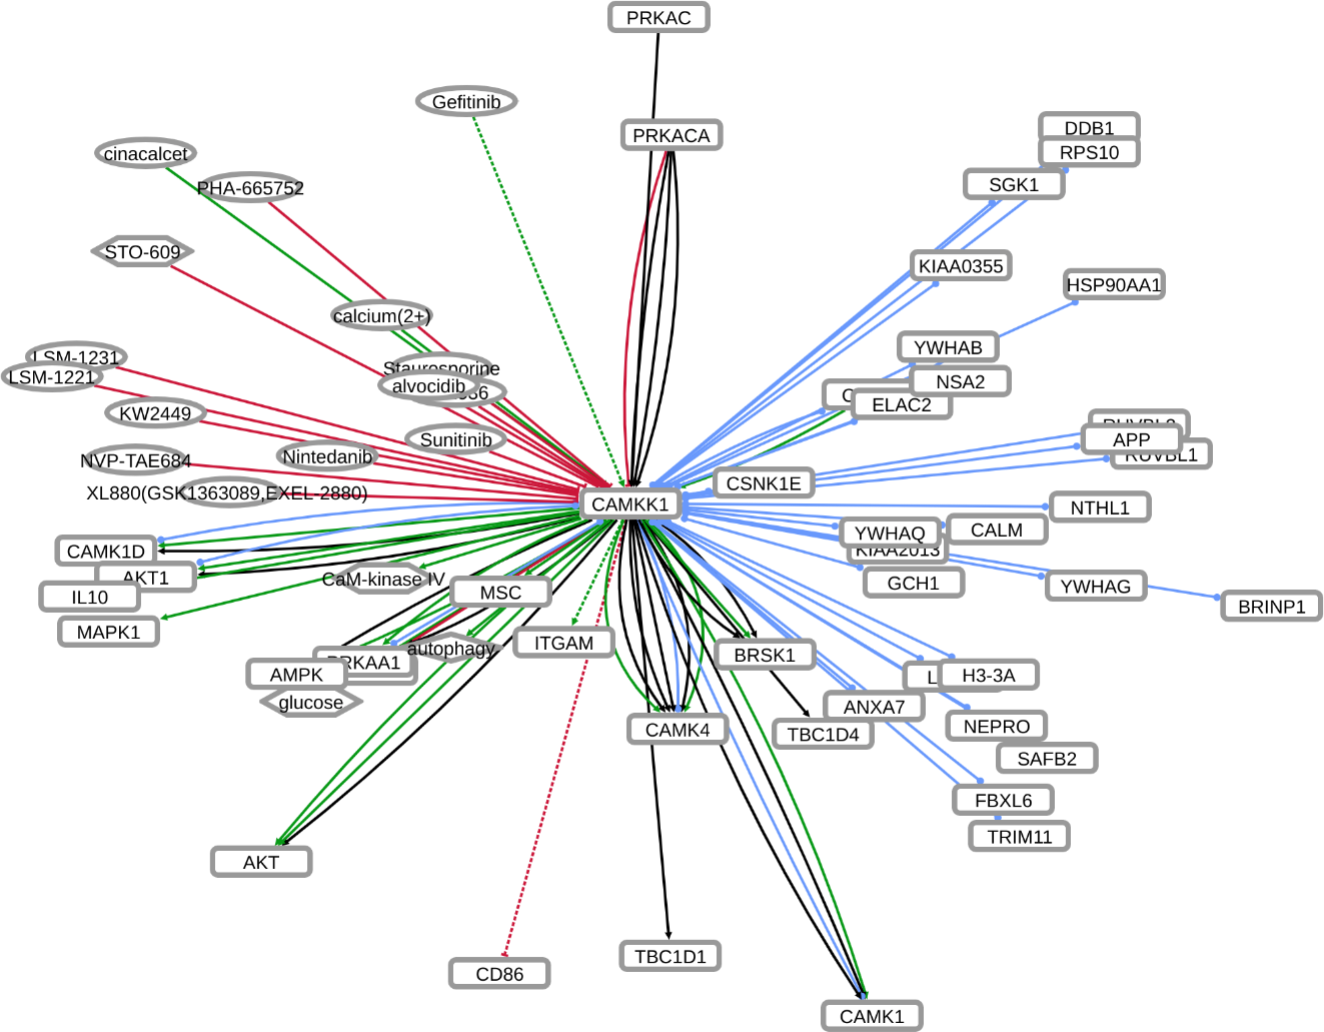 PRKAC
Gefitinib
PRKACA
DDB1
RPS10
cinacalcet
PHA-665752
SGK1
STO-609
KIAA0355
HSP90AA1
calcium(2+)
YWHAB
LSM-1231
LSM-1221
Staurosporine
alvocidib
NSA2
ELAC2
KW2449
Sunitinib
APP
RUVBL1
NVP-TAE684
Nintedanib
XL880(GSK1363089,EXEL-2880)
CSNK1E
CAMKK1
NTHL1
CALM
YWHAQ
KIAA2013
CAMK1D
AKT1
CaM-kinase IV
GCH1
YWHAG
IL10
MSC
BRINP1
MAPK1
ITGAM
autophagy
BRSK1
PRKAA1
AMPK
H3-3A
glucose
ANXA7
NEPRO
CAMK4
TBC1D4
SAFB2
FBXL6
TRIM11
AKT
TBC1D1
CD86
CAMK1